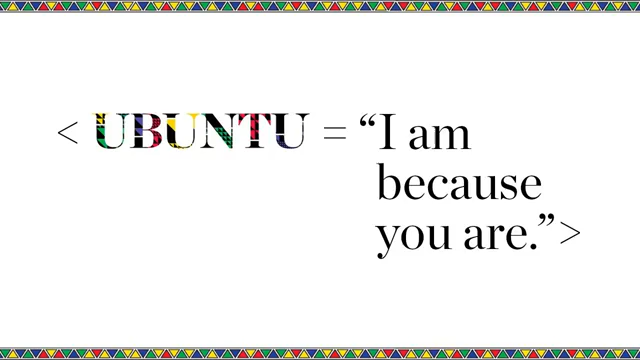 < UBUNTU = “I am
because
you are.”>